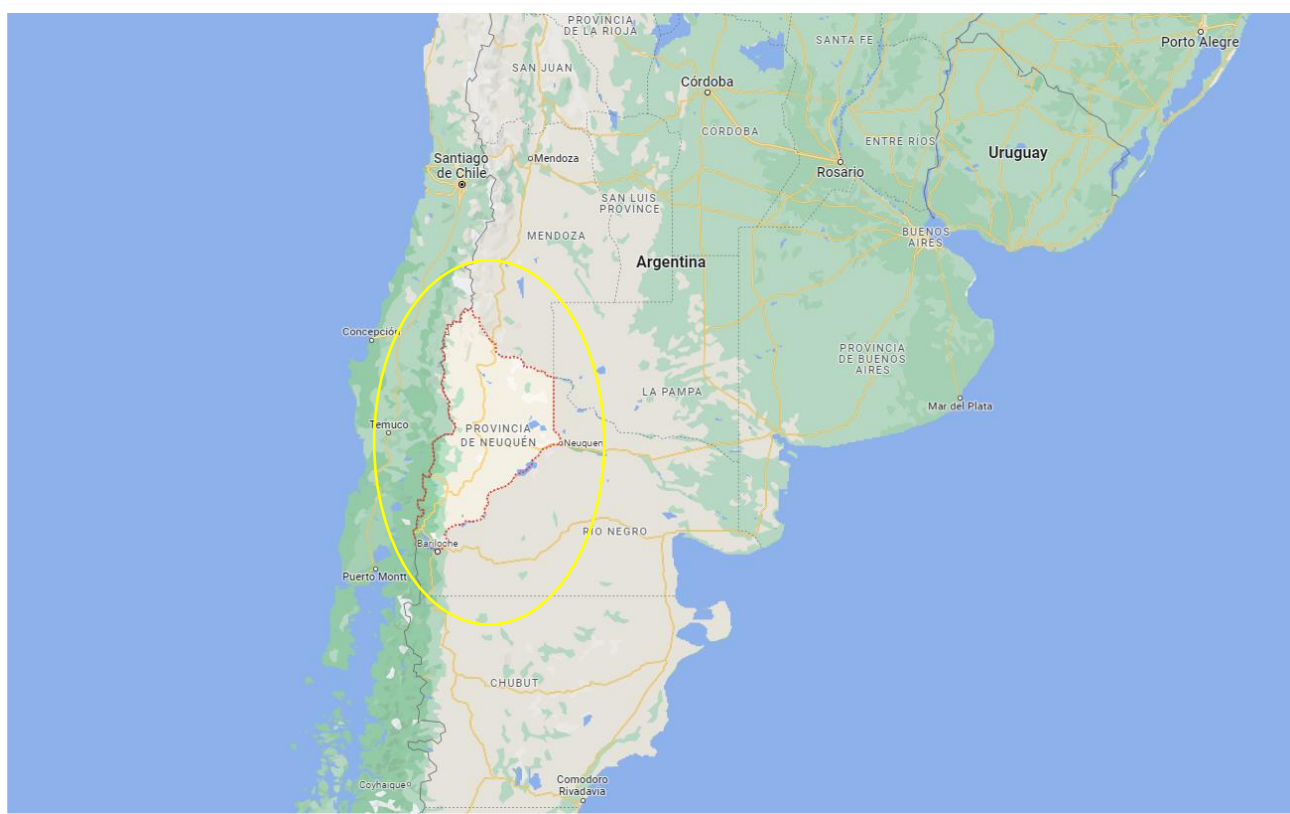 PROVINCIA
DE LA RIOJA
SANTA FE
Porto Alegre
SAN JUAN
Córdoba
CÓRDOBA
ENTRE RÍOS
Uruguay
Santiago
de Chile
Mendoza
Rosario
SAN LUIS
PROVINCE
MENDOZA
BUENOS
AIRES
Argentina
Concepción
PROVINCIA
DE BUENOS
AIRES
LA PAMPA
Mar del Plata
Temuco
PROVINCIA
DE NEUQUÉN
Neuquen
RÍO NEGRO
Bariloche
Puerto Montt
CHUBUT
Comodoro
Rivadavia
Coyhaique